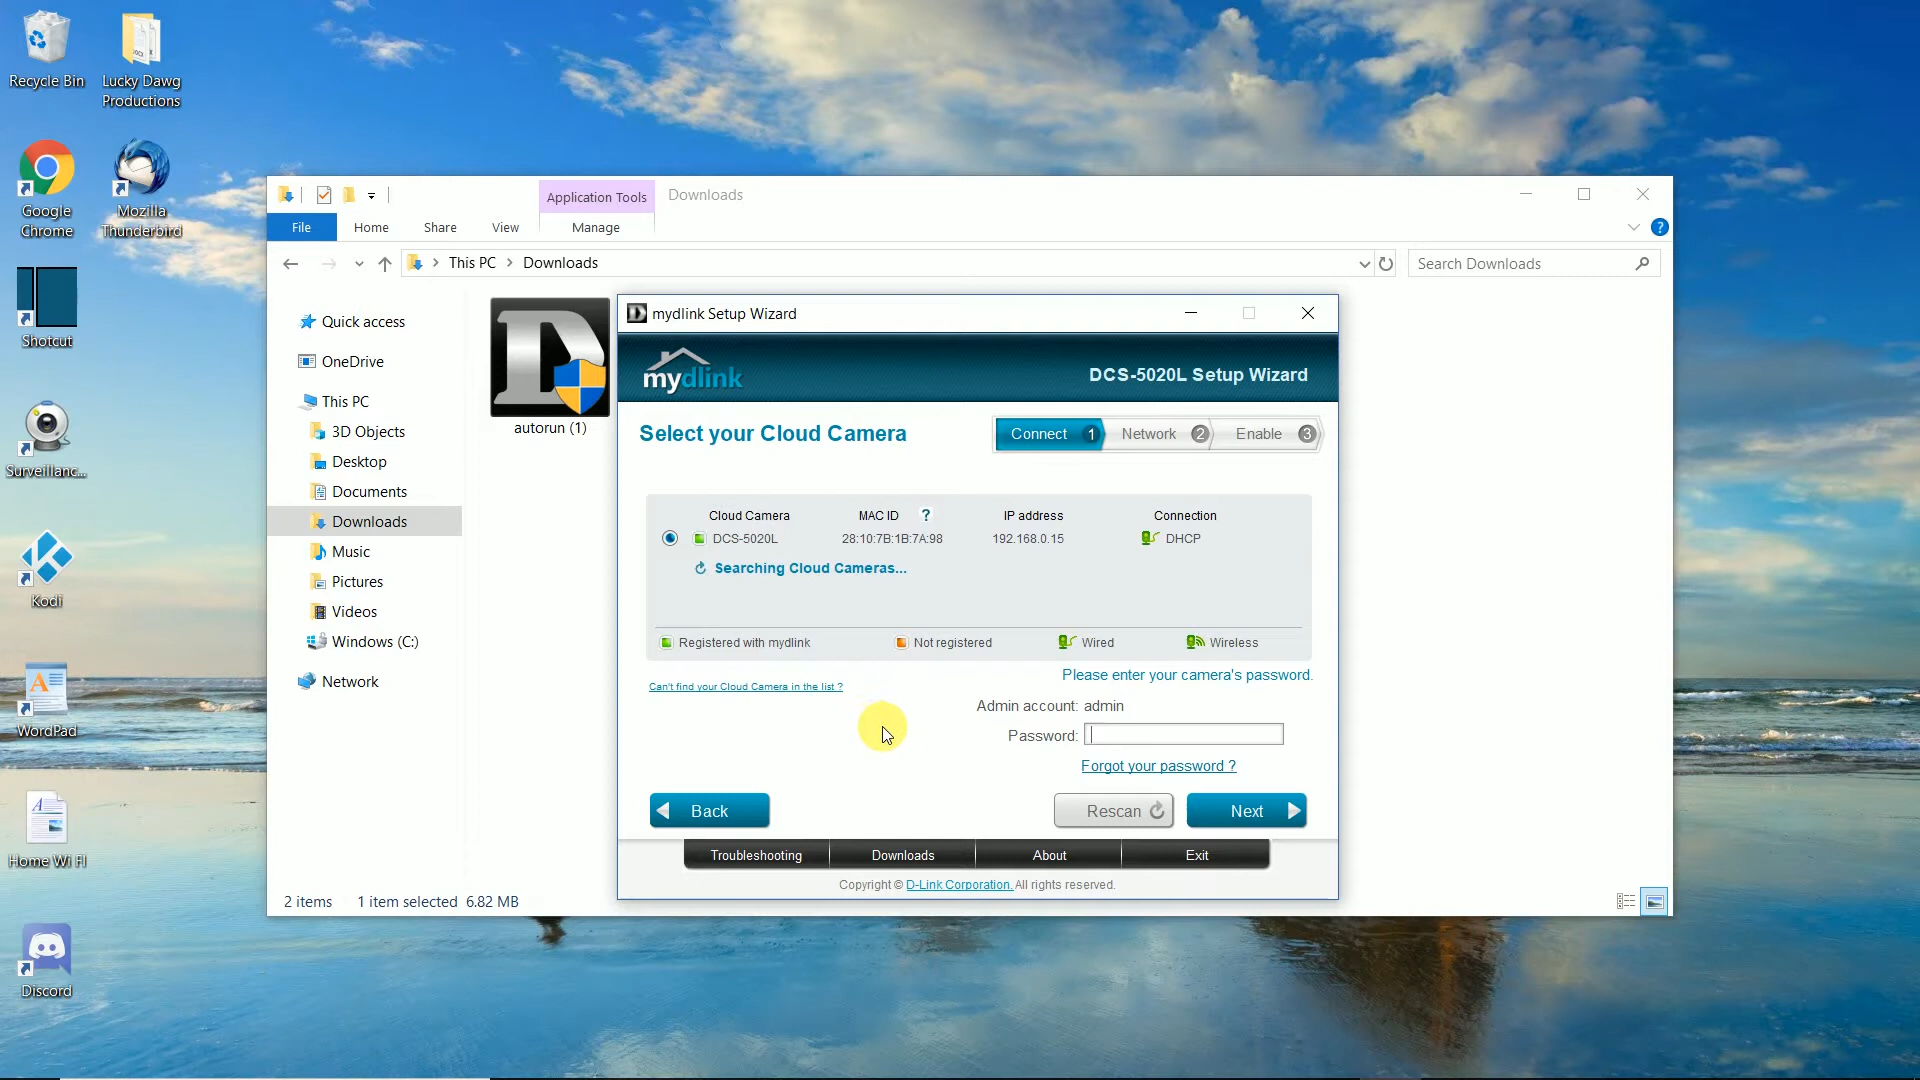 Recycle Bin
Lucky Dawg
Productions
Google
Chrome
Mozilla
Thunderbird
Shotcut
Surveillanc...
Kodi
WordPad
Home Wi FI
Discord
Application Tools
Downloads
File
Home
Share
View
Manage
?
This PC
Downloads
Search Downloads
Quick access
OneDrive
This PC
3D Objects
Desktop
Documents
Downloads
Music
Pictures
Videos
Windows (C:)
Network
autorun (1)
2 items
1 item selected 6.82 MB
mydlink Setup Wizard
mydlink
DCS-5020L Setup Wizard
Select your Cloud Camera
Connect 1
Network 2
Enable 3
Cloud Camera MAC ID ? IP address Connection
DCS-5020L 28:10:7B:1B:7A:98 192.168.0.15 DHCP
Searching Cloud Cameras...
Registered with mydlink Not registered Wired Wireless
Please enter your camera's password.
Can't find your Cloud Camera in the list ?
Admin account: admin
Password:
Forgot your password ?
Back
Rescan
Next
Troubleshooting
Downloads
About
Exit
Copyright © D-Link Corporation. All rights reserved.